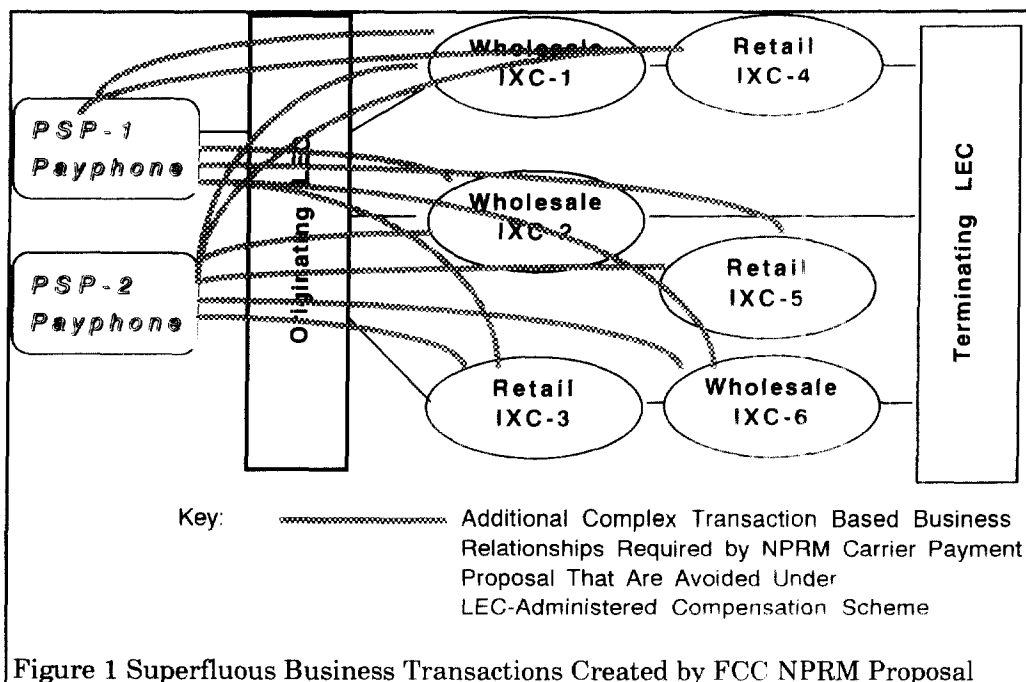 Wholesale
IXC-1
Retail
IXC-4
PSP-1
Payphone
Originating LEC
Wholesale
IXC-2
Retail
IXC-5
PSP-2
Payphone
Retail
IXC-3
Wholesale
IXC-6
Terminating LEC
Key:
Additional Complex Transaction Based Business
Relationships Required by NPRM Carrier Payment
Proposal That Are Avoided Under
LEC-Administered Compensation Scheme
Figure 1 Superfluous Business Transactions Created by FCC NPRM Proposal